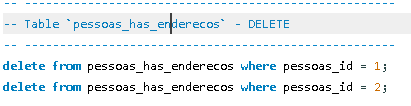 -- -----------------------------------------------------
-- Table `pessoas_has_enderecos` - DELETE
-- -----------------------------------------------------
delete from pessoas_has_enderecos where pessoas_id = 1;
delete from pessoas_has_enderecos where pessoas_id = 2;